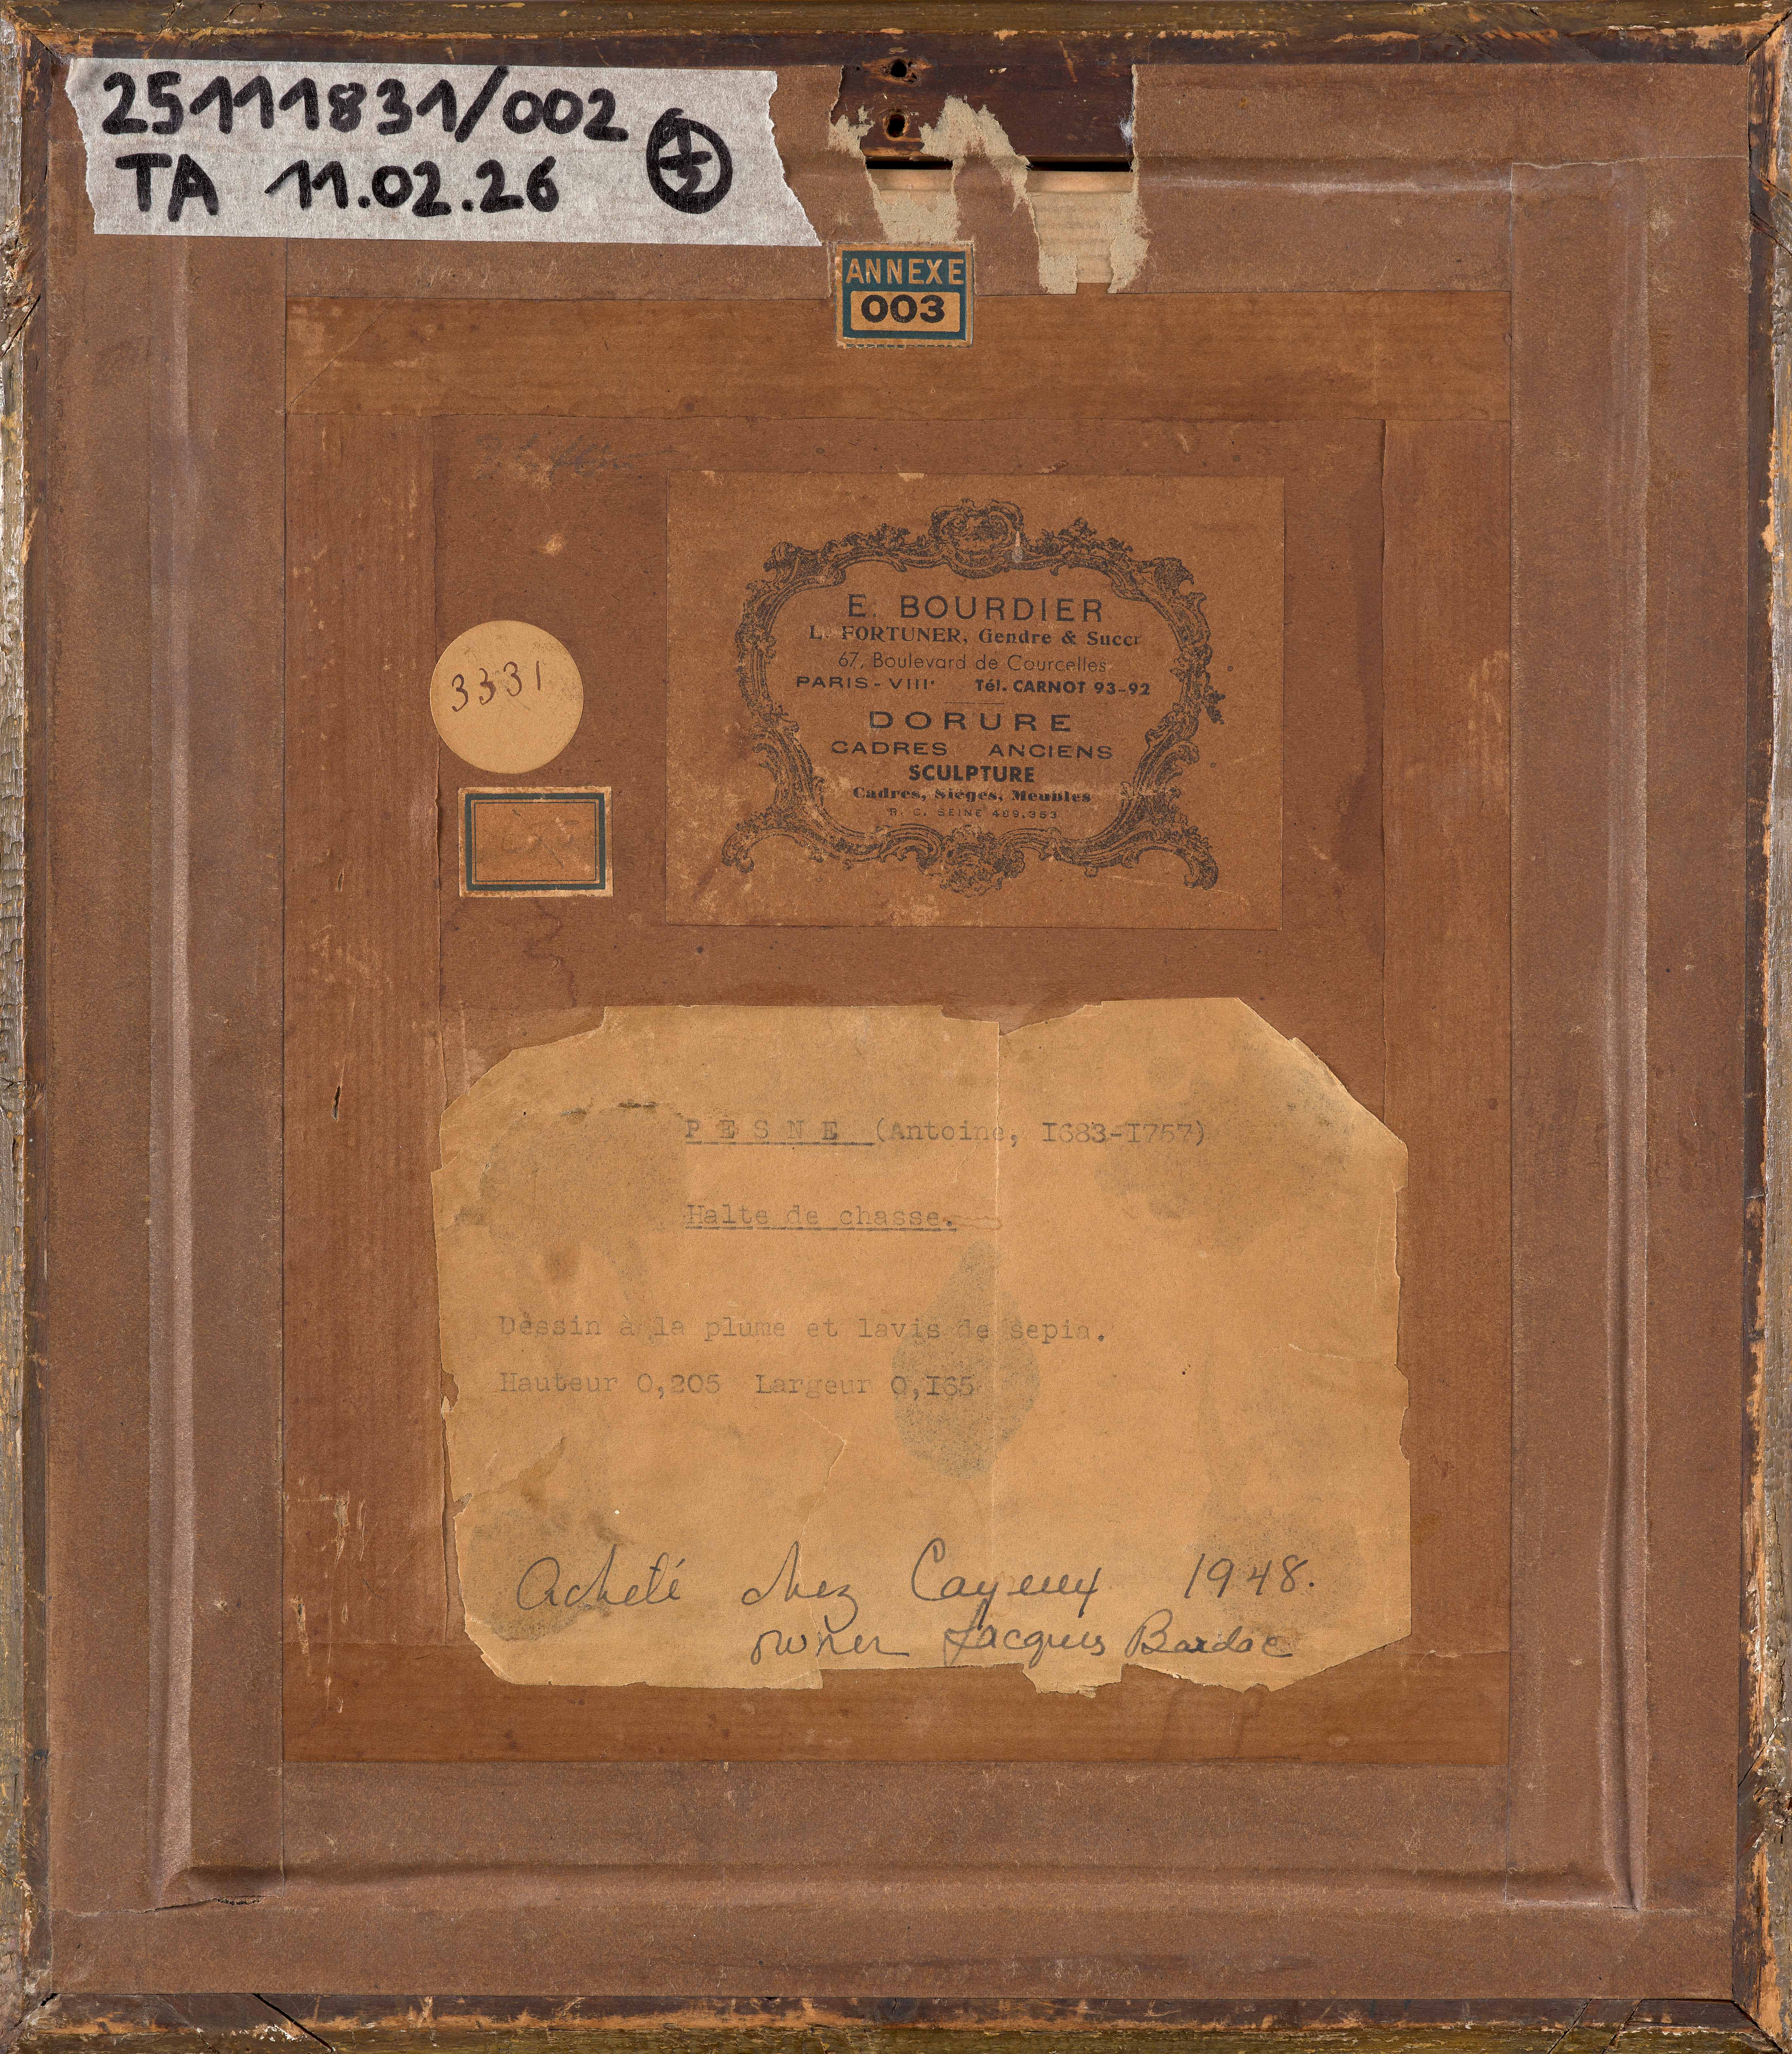 25111831/002
TA 11.02.26
ANNEXE
003
E. BOURDIER
L. FORTUNER, Gendre & Succr
67, Boulevard de Courcelles
PARIS-VIIIe Tél. CARNOT 93-92
DORURE
CADRES ANCIENS
SCULPTURE
Cadres, Sièges, Meubles
R. C. SEINE 489.353
3331
PESNE (Antoine, I683-I757)
Halte de chasse.
Dessin à la plume et lavis de sepia.
Hauteur 0,205 Largeur 0,I65
Acheté chez Cayeux 1948.
owner Jacques Bardac